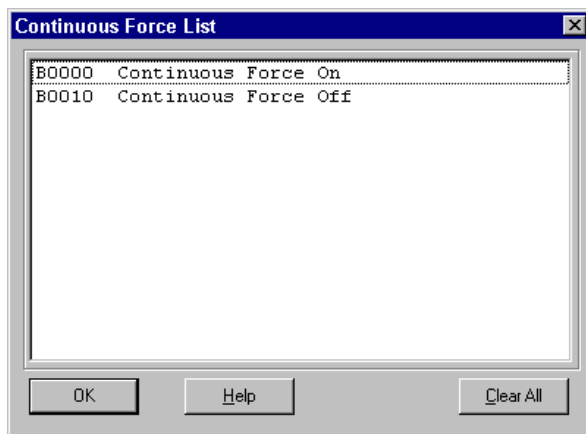 Continuous Force List
B0000 Continuous Force On
B0010 Continuous Force Off
OK Help Clear All